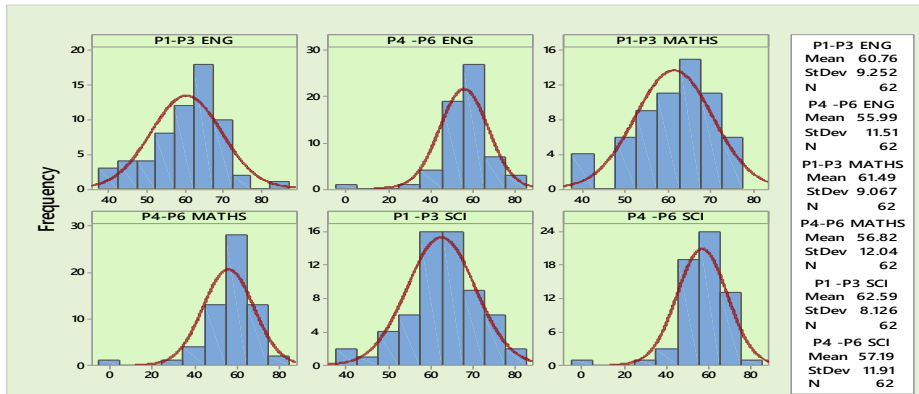 P1-P3 ENG
P4 -P6 ENG
P1-P3 MATHS
20
15
10
5
0
40 50 60 70 80
30
20
10
0
0 20 40 60 80
16
12
8
4
0
40 50 60 70 80
Frequency
P4-P6 MATHS
P1 -P3 SCI
P4 -P6 SCI
30
20
10
0
0 20 40 60 80
16
12
8
4
0
40 50 60 70 80
24
18
12
6
0
0 20 40 60 80
P1-P3 ENG
Mean 60.76
StDev 9.252
N 62
P4 -P6 ENG
Mean 55.99
StDev 11.51
N 62
P1-P3 MATHS
Mean 61.49
StDev 9.067
N 62
P4-P6 MATHS
Mean 56.82
StDev 12.04
N 62
P1 -P3 SCI
Mean 62.59
StDev 8.126
N 62
P4 -P6 SCI
Mean 57.19
StDev 11.91
N 62